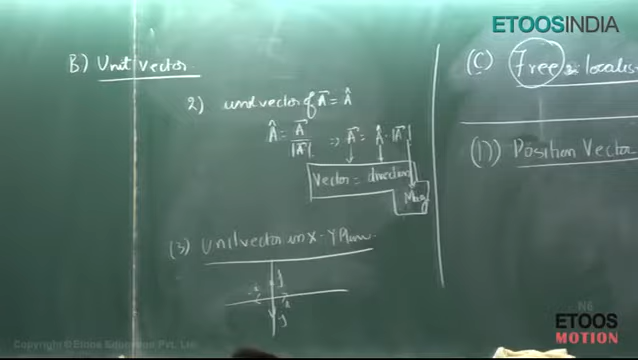 ETOOSINDIA
B) Unit Vector
2) unit vector of A⃗ = Â
Â = A⃗ / |A⃗| ⇒ A⃗ = Â · |A⃗|
Vector = direction
Mag
(3) Unit vector in X-Y Plane
ĵ
-î î
-ĵ
(C) Free & localis
(D) Position Vector
N6
ETOOS
MOTION
Copyright © Etoos Education Pvt. Ltd.